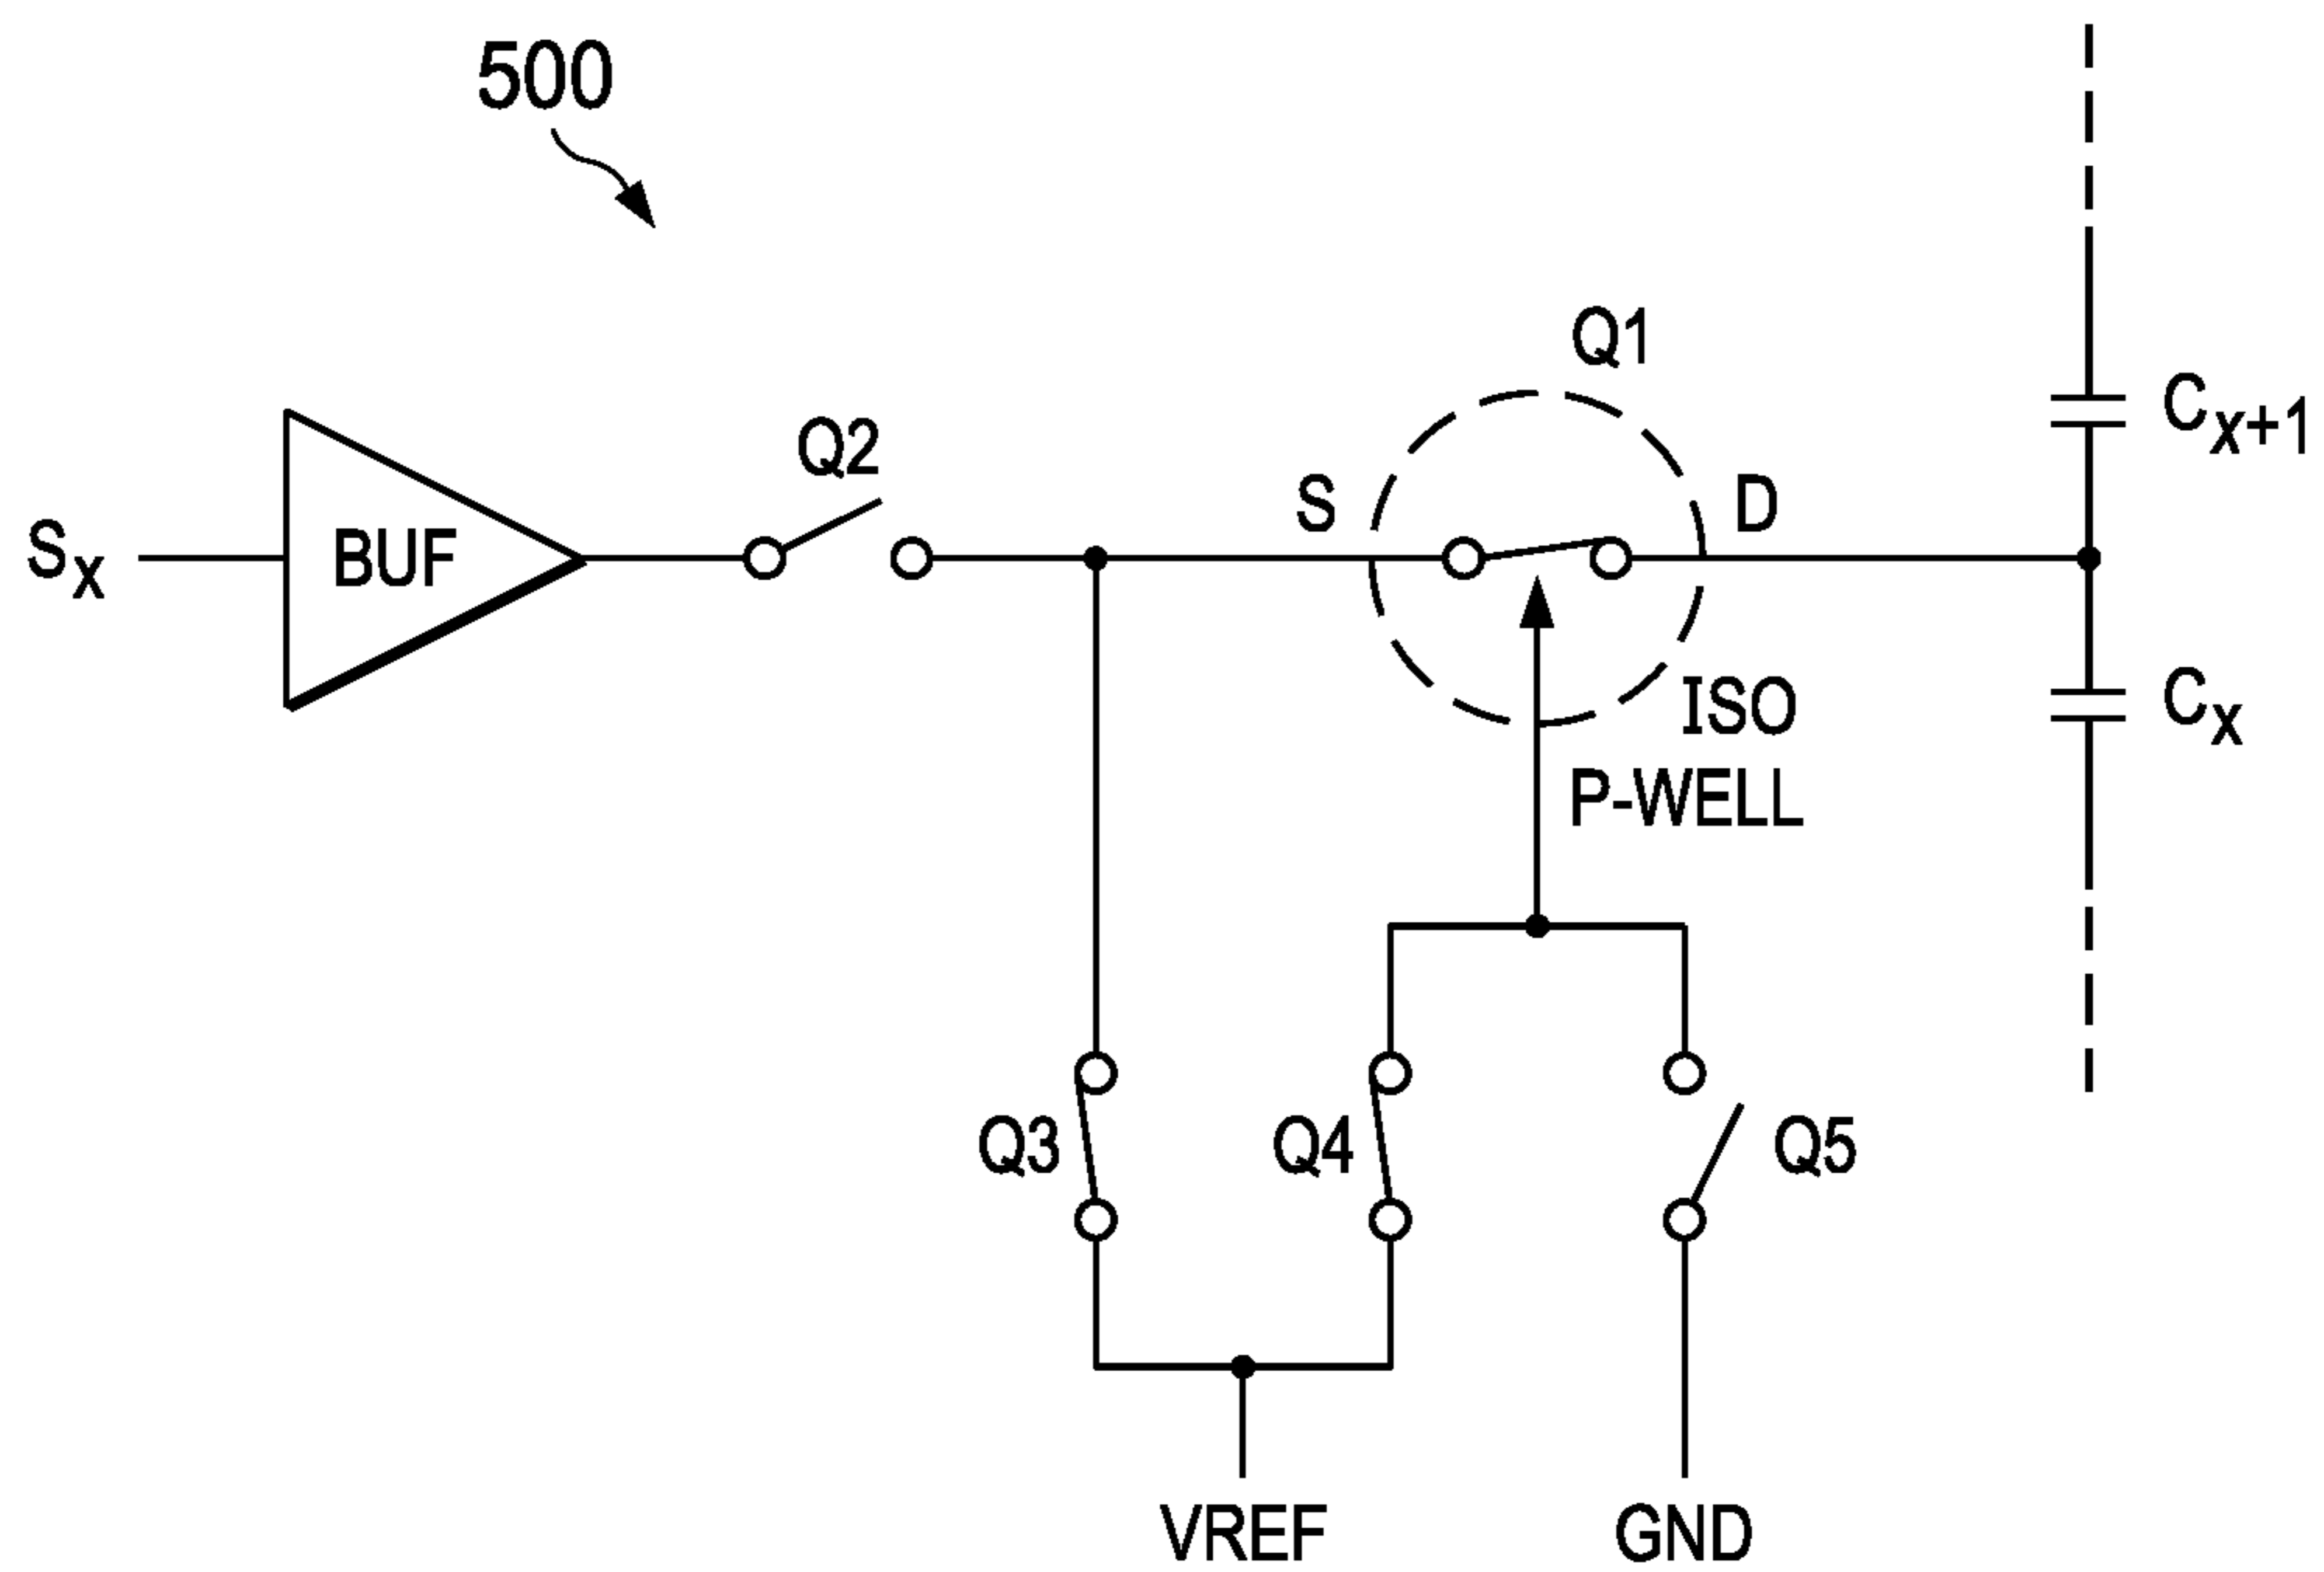 500
Q1
C_{x+1}
Q2
S
D
S_x
BUF
ISO
P-WELL
C_x
Q3
Q4
Q5
VREF
GND